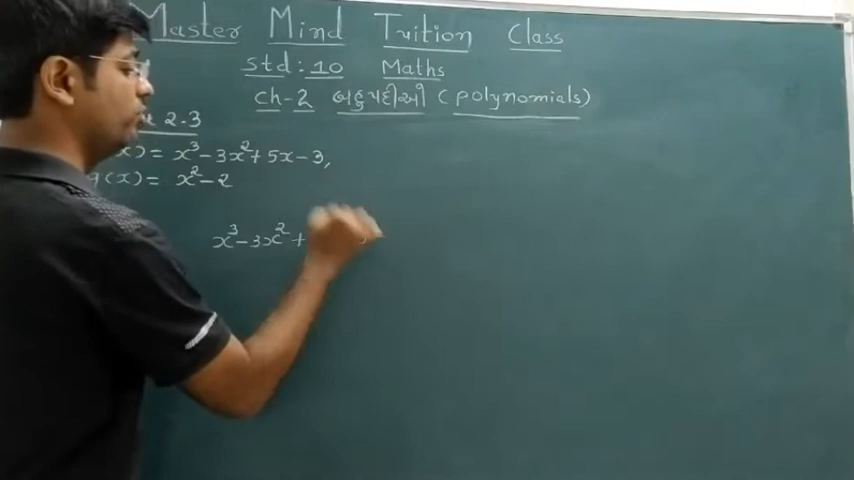 Master Mind Tuition Class
std : 10 Maths
ch-2 બહુપદીઓ (polynomials)
2.3
) = x³ - 3x² + 5x - 3,
(x) = x² - 2
x³ - 3x² +